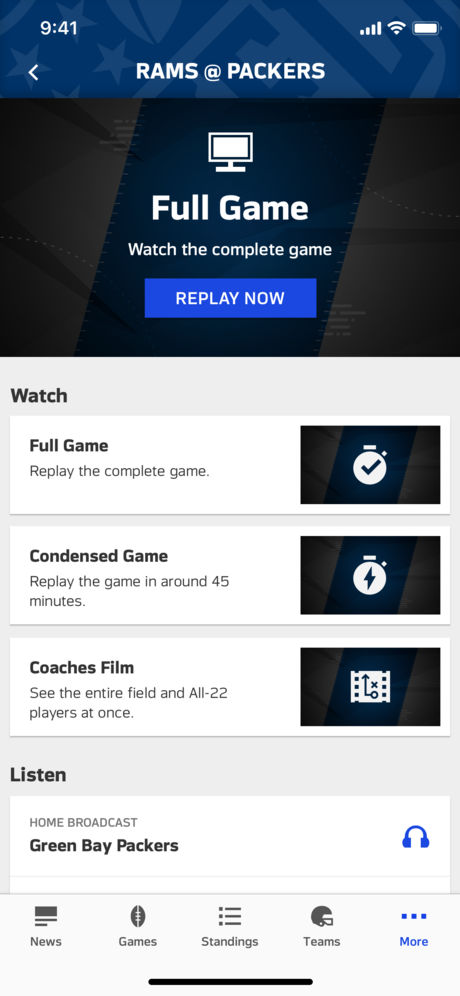 9:41
RAMS @ PACKERS
Full Game
Watch the complete game
REPLAY NOW
Watch
Full Game
Replay the complete game.
Condensed Game
Replay the game in around 45
minutes.
Coaches Film
See the entire field and All-22
players at once.
Listen
HOME BROADCAST
Green Bay Packers
News
Games
Standings
Teams
More